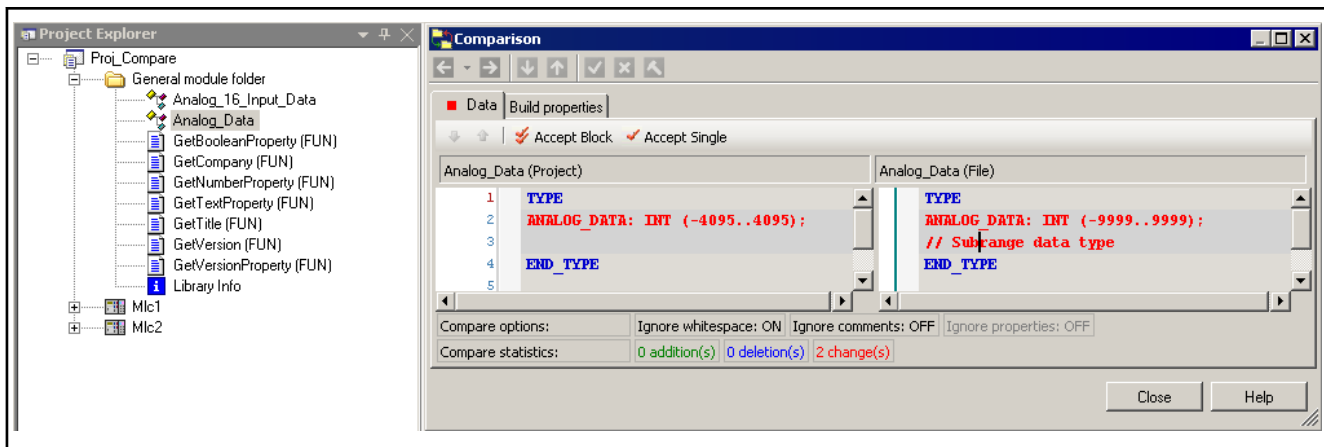 Project Explorer
Proj_Compare
General module folder
Analog_16_Input_Data
Analog_Data
GetBooleanProperty (FUN)
GetCompany (FUN)
GetNumberProperty (FUN)
GetTextProperty (FUN)
GetTitle (FUN)
GetVersion (FUN)
GetVersionProperty (FUN)
Library Info
Mlc1
Mlc2
Comparison
Data Build properties
Accept Block Accept Single
Analog_Data (Project) Analog_Data (File)
1 TYPE TYPE
2 ANALOG_DATA: INT (-4095..4095); ANALOG_DATA: INT (-9999..9999);
3 // Subrange data type
4 END_TYPE END_TYPE
5
Compare options: Ignore whitespace: ON Ignore comments: OFF Ignore properties: OFF
Compare statistics: 0 addition(s) 0 deletion(s) 2 change(s)
Close Help